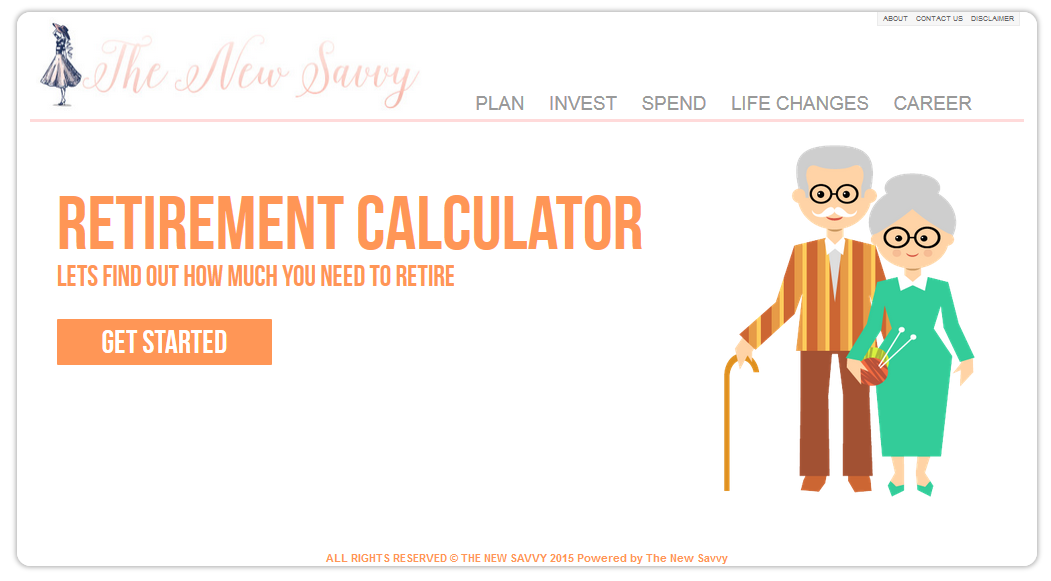 ABOUT CONTACT US DISCLAIMER
The New Savvy
PLAN INVEST SPEND LIFE CHANGES CAREER
RETIREMENT CALCULATOR
LETS FIND OUT HOW MUCH YOU NEED TO RETIRE
GET STARTED
ALL RIGHTS RESERVED © THE NEW SAVVY 2015 Powered by The New Savvy